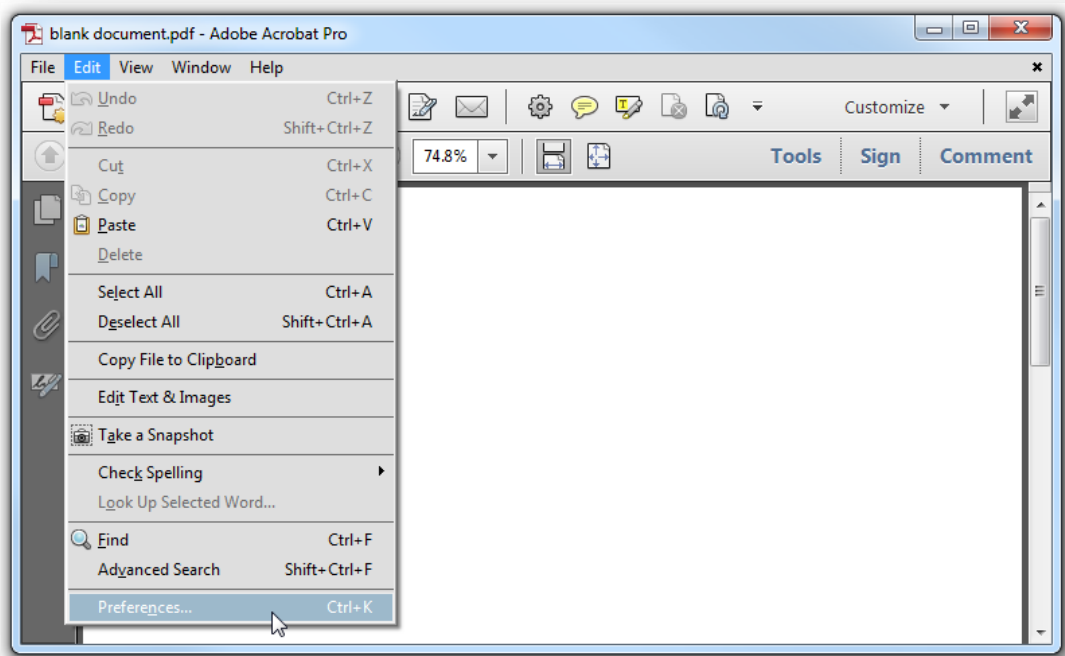 blank document.pdf - Adobe Acrobat Pro
File Edit View Window Help
Customize
74.8%
Tools Sign Comment
Undo Ctrl+Z
Redo Shift+Ctrl+Z
Cut Ctrl+X
Copy Ctrl+C
Paste Ctrl+V
Delete
Select All Ctrl+A
Deselect All Shift+Ctrl+A
Copy File to Clipboard
Edit Text & Images
Take a Snapshot
Check Spelling
Look Up Selected Word...
Find Ctrl+F
Advanced Search Shift+Ctrl+F
Preferences... Ctrl+K